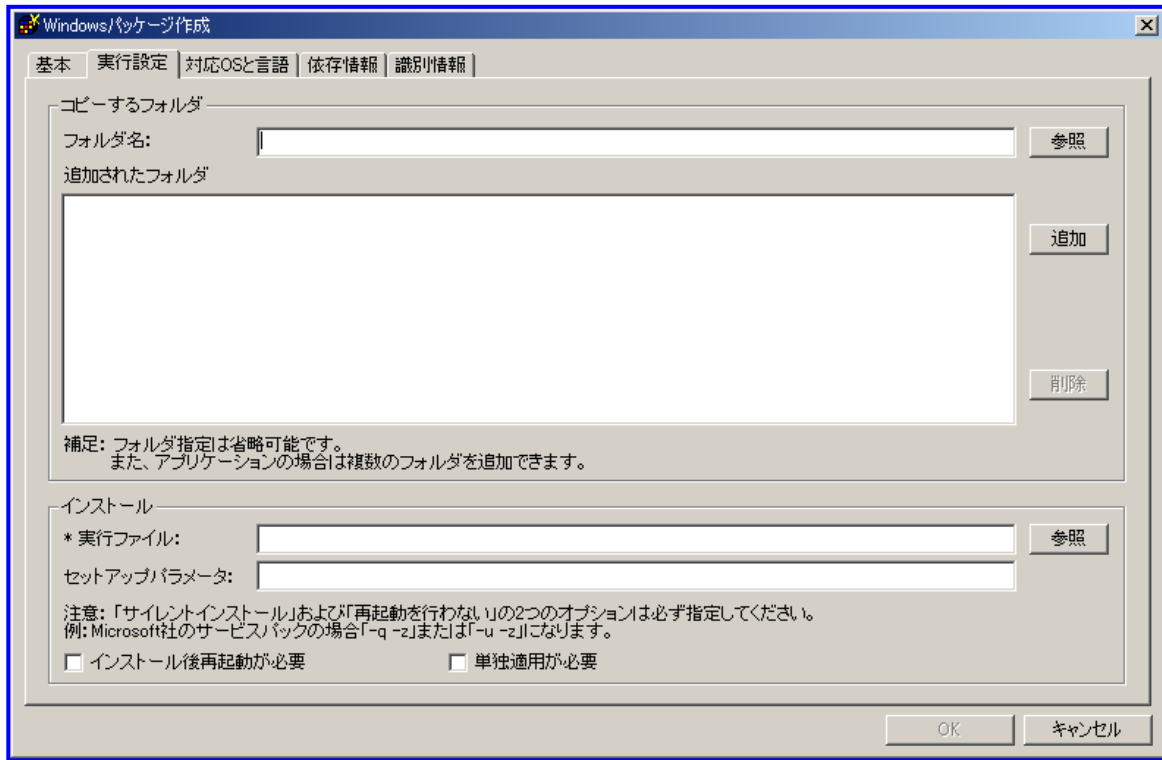 Windowsパッケージ作成
基本 実行設定 対応OSと言語 依存情報 識別情報
コピーするフォルダ
フォルダ名: 参照
追加されたフォルダ
追加
削除
補足: フォルダ指定は省略可能です。
また、アプリケーションの場合は複数のフォルダを追加できます。
インストール
* 実行ファイル: 参照
セットアップパラメータ:
注意: 「サイレントインストール」および「再起動を行わない」の2つのオプションは必ず指定してください。
例: Microsoft社のサービスパックの場合「-q -z」または「-u -z」になります。
インストール後再起動が必要 単独適用が必要
OK キャンセル